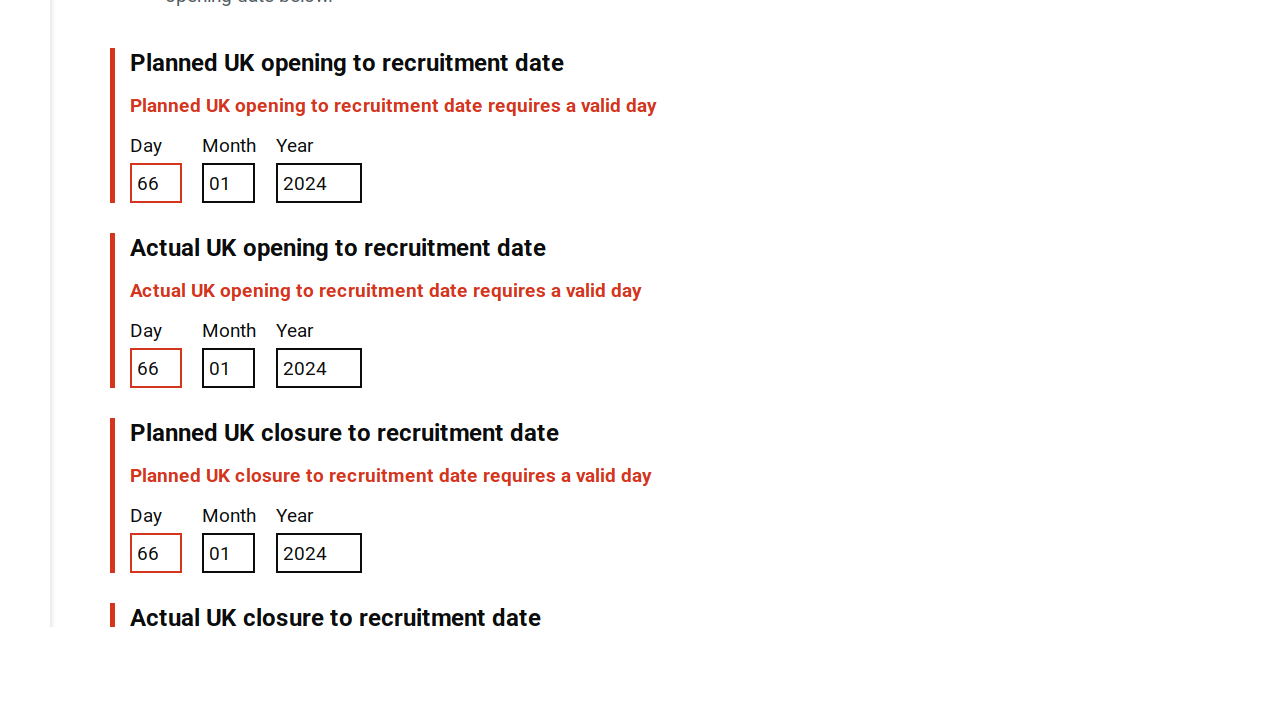 opening date below.
Planned UK opening to recruitment date
Planned UK opening to recruitment date requires a valid day
Day Month Year
66 01 2024
Actual UK opening to recruitment date
Actual UK opening to recruitment date requires a valid day
Day Month Year
66 01 2024
Planned UK closure to recruitment date
Planned UK closure to recruitment date requires a valid day
Day Month Year
66 01 2024
Actual UK closure to recruitment date